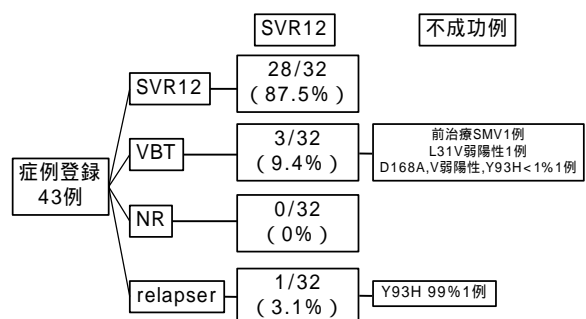 SVR12
不成功例
症例登録
43例
SVR12
28/32
(87.5%)
VBT
3/32
(9.4%)
前治療SMV1例
L31V弱陽性1例
D168A,V弱陽性,Y93H<1%1例
NR
0/32
(0%)
relapser
1/32
(3.1%)
Y93H 99%1例